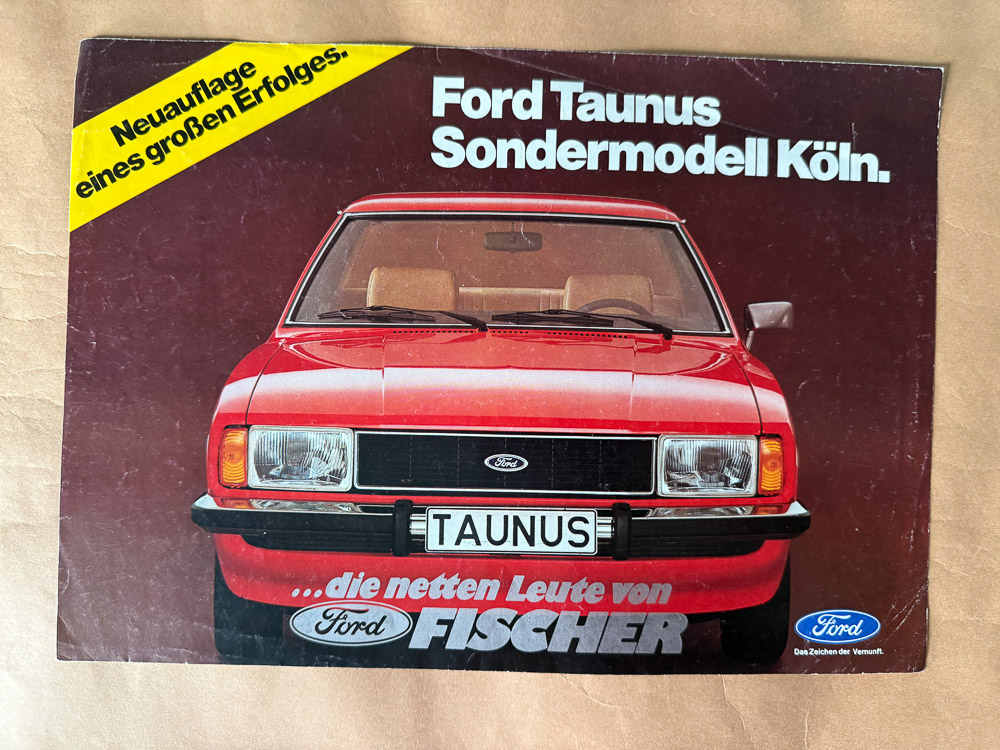 Neuauflage
eines großen Erfolges.
Ford Taunus
Sondermodell Köln.
Ford
TAUNUS
...die netten Leute von
Ford FISCHER
Ford
Das Zeichen der Vernunft.